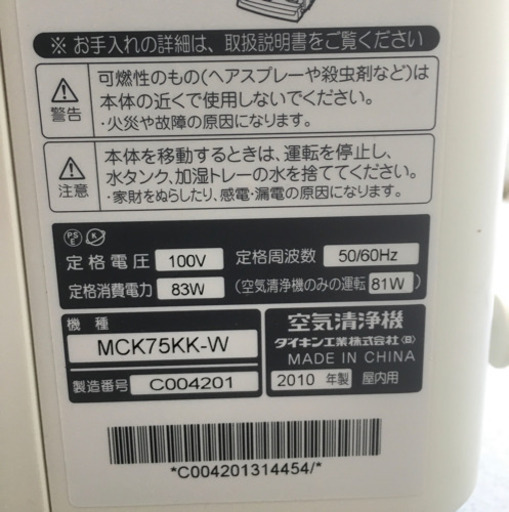 ※ お手入れの詳細は、取扱説明書をご覧ください
警告
可燃性のもの(ヘアスプレーや殺虫剤など)は
本体の近くで使用しないでください。
・火災や故障の原因になります。
注意
本体を移動するときは、運転を停止し、
水タンク、加湿トレーの水を捨ててください。
・家財をぬらしたり、感電・漏電の原因になります。
定格電圧 100V 定格周波数 50/60Hz
定格消費電力 83W (空気清浄機のみの運転 81W)
機種
MCK75KK-W
製造番号 C004201
空気清浄機
ダイキン工業株式会社
MADE IN CHINA
2010 年製 屋内用
*C004201314454/*